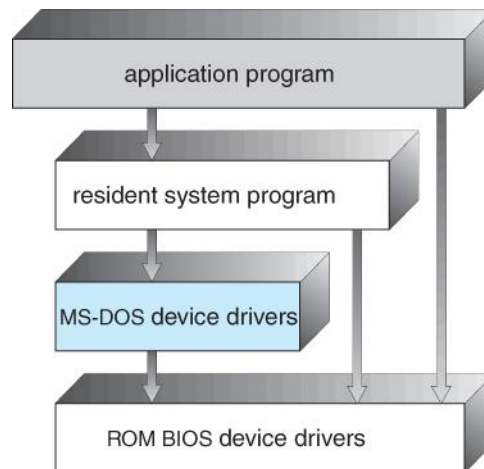 application program
resident system program
MS-DOS device drivers
ROM BIOS device drivers